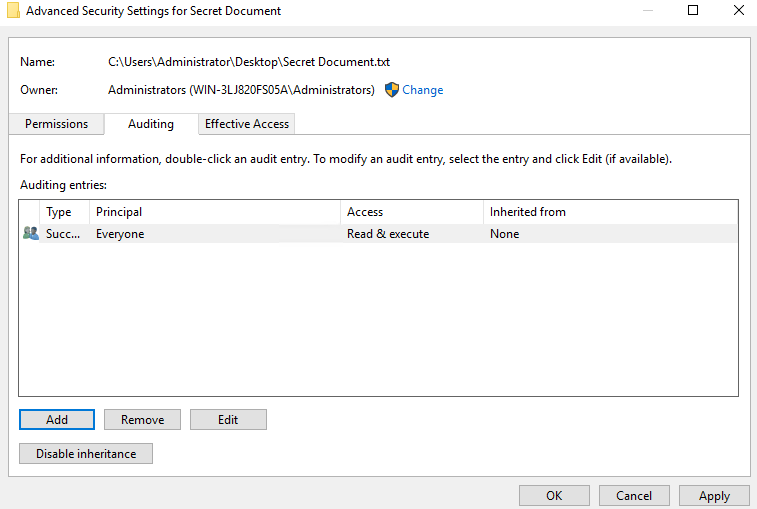 Advanced Security Settings for Secret Document
Name: C:\Users\Administrator\Desktop\Secret Document.txt
Owner: Administrators (WIN-3LJ820FS05A\Administrators) Change
Permissions Auditing Effective Access
For additional information, double-click an audit entry. To modify an audit entry, select the entry and click Edit (if available).
Auditing entries:
Type Principal Access Inherited from
Succ... Everyone Read & execute None
Add Remove Edit
Disable inheritance
OK Cancel Apply